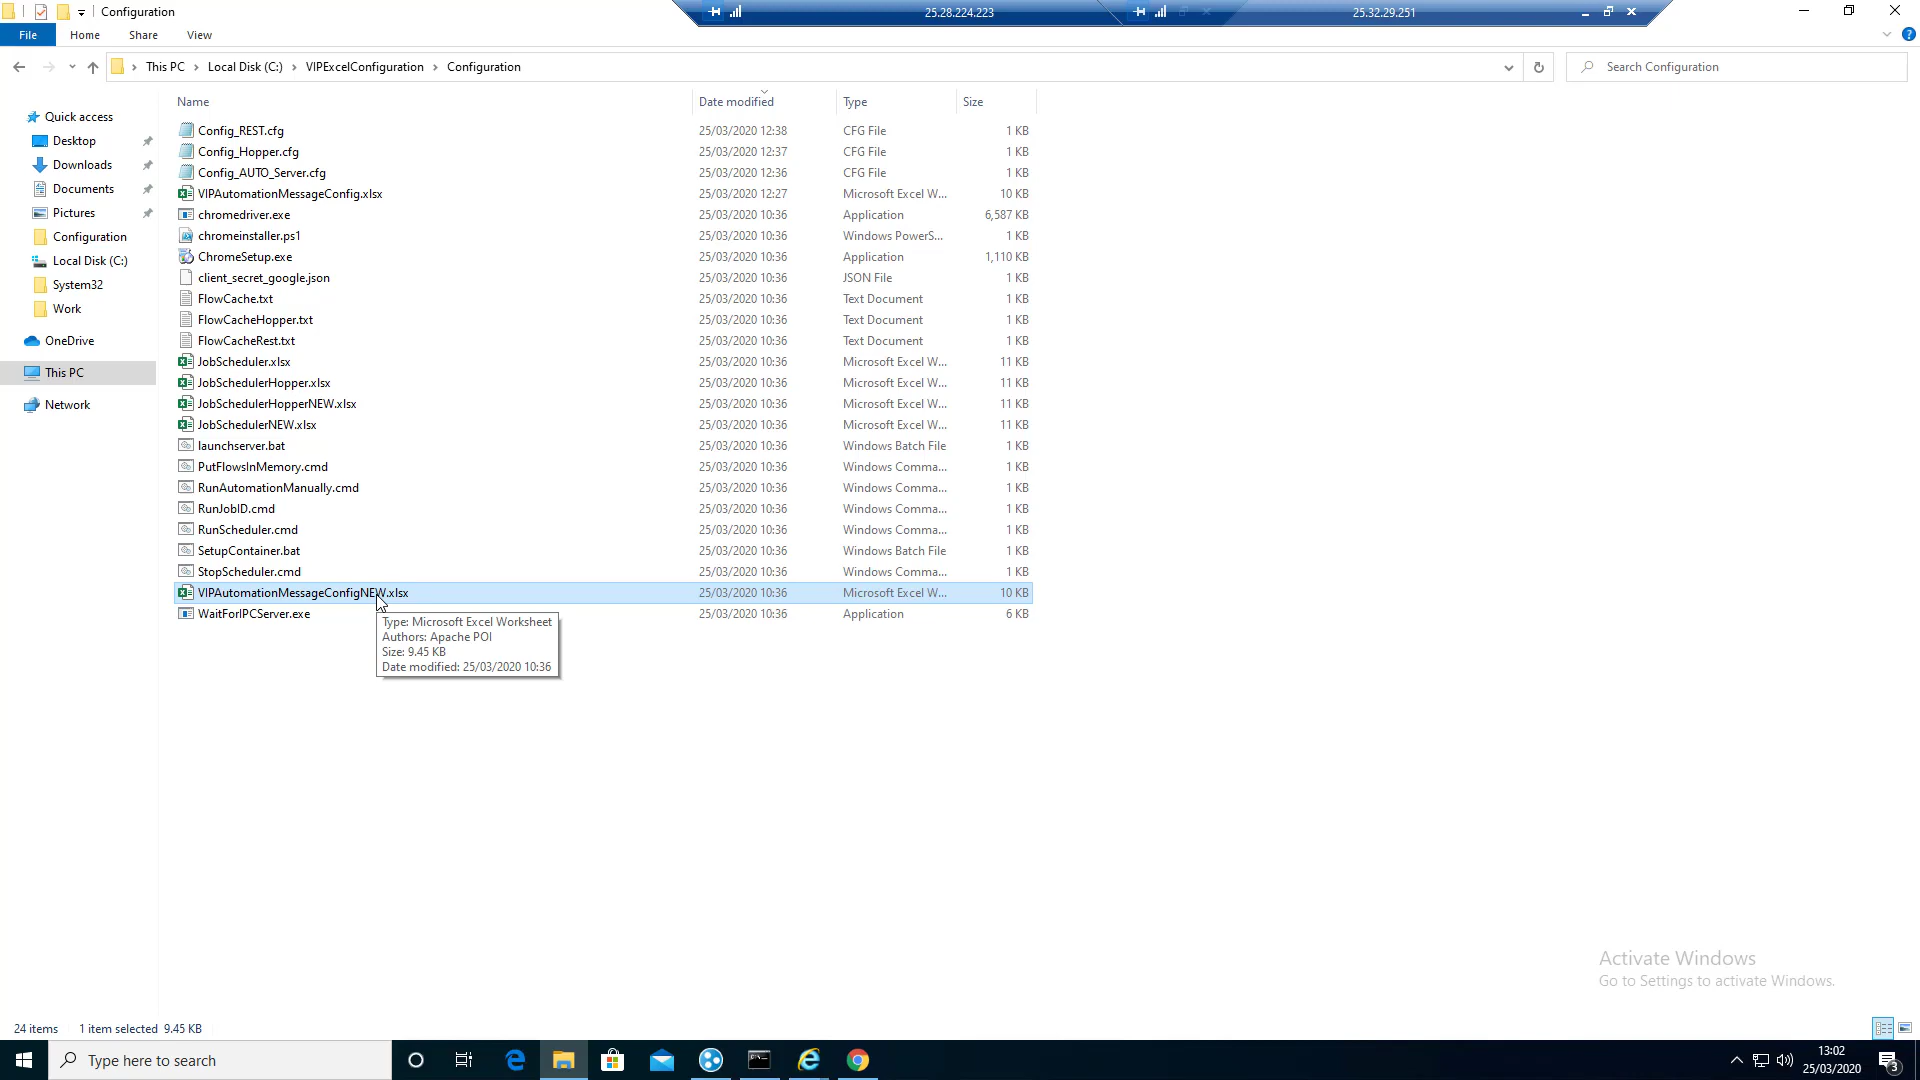 Configuration
25.28.224.223
25.32.29.251
File Home Share View
This PC Local Disk (C:) VIPExcelConfiguration Configuration
Search Configuration
Name Date modified Type Size
Quick access
Desktop
Downloads
Documents
Pictures
Configuration
Local Disk (C:)
System32
Work
OneDrive
This PC
Network
Config_REST.cfg 25/03/2020 12:38 CFG File 1 KB
Config_Hopper.cfg 25/03/2020 12:37 CFG File 1 KB
Config_AUTO_Server.cfg 25/03/2020 12:36 CFG File 1 KB
VIPAutomationMessageConfig.xlsx 25/03/2020 12:27 Microsoft Excel W... 10 KB
chromedriver.exe 25/03/2020 10:36 Application 6,587 KB
chromeinstaller.ps1 25/03/2020 10:36 Windows PowerS... 1 KB
ChromeSetup.exe 25/03/2020 10:36 Application 1,110 KB
client_secret_google.json 25/03/2020 10:36 JSON File 1 KB
FlowCache.txt 25/03/2020 10:36 Text Document 1 KB
FlowCacheHopper.txt 25/03/2020 10:36 Text Document 1 KB
FlowCacheRest.txt 25/03/2020 10:36 Text Document 1 KB
JobScheduler.xlsx 25/03/2020 10:36 Microsoft Excel W... 11 KB
JobSchedulerHopper.xlsx 25/03/2020 10:36 Microsoft Excel W... 11 KB
JobSchedulerHopperNEW.xlsx 25/03/2020 10:36 Microsoft Excel W... 11 KB
JobSchedulerNEW.xlsx 25/03/2020 10:36 Microsoft Excel W... 11 KB
launchserver.bat 25/03/2020 10:36 Windows Batch File 1 KB
PutFlowsInMemory.cmd 25/03/2020 10:36 Windows Comma... 1 KB
RunAutomationManually.cmd 25/03/2020 10:36 Windows Comma... 1 KB
RunJobID.cmd 25/03/2020 10:36 Windows Comma... 1 KB
RunScheduler.cmd 25/03/2020 10:36 Windows Comma... 1 KB
SetupContainer.bat 25/03/2020 10:36 Windows Batch File 1 KB
StopScheduler.cmd 25/03/2020 10:36 Windows Comma... 1 KB
VIPAutomationMessageConfigNEW.xlsx 25/03/2020 10:36 Microsoft Excel W... 10 KB
WaitForIPCServer.exe 25/03/2020 10:36 Application 6 KB
Type: Microsoft Excel Worksheet
Authors: Apache POI
Size: 9.45 KB
Date modified: 25/03/2020 10:36
Activate Windows
Go to Settings to activate Windows.
24 items 1 item selected 9.45 KB
Type here to search
13:02
25/03/2020
3